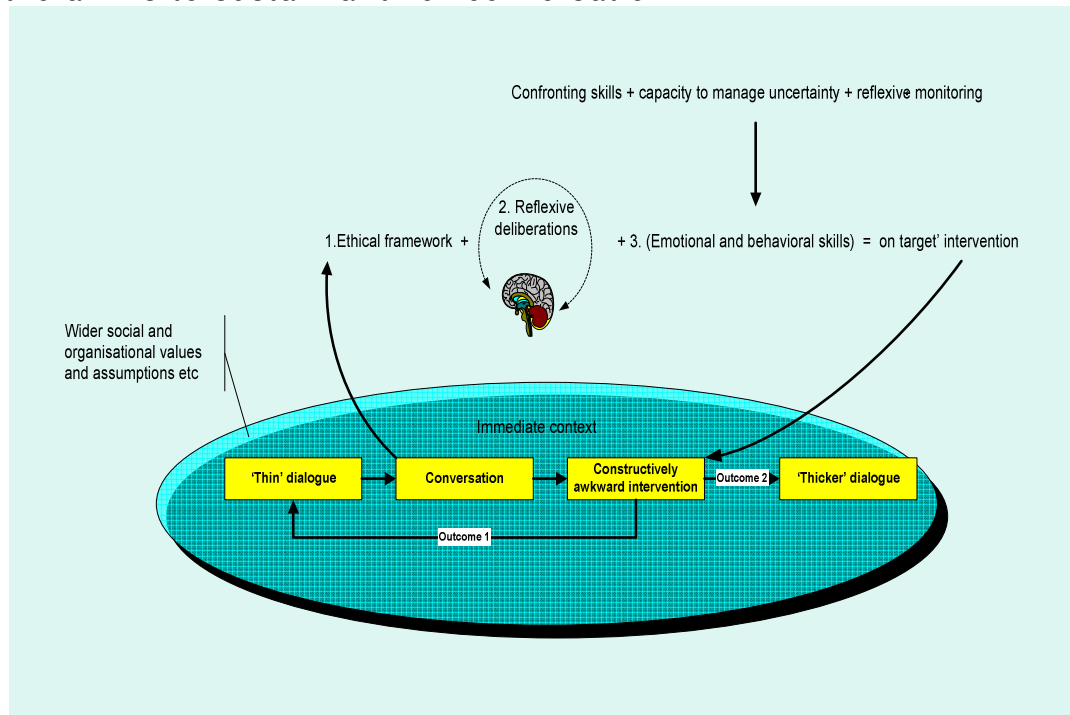 Confronting skills + capacity to manage uncertainty + reflexive monitoring
2. Reflexive
deliberations
1.Ethical framework +
+ 3. (Emotional and behavioral skills) = on target’ intervention
Wider social and
organisational values
and assumptions etc
Immediate context
‘Thin’ dialogue
Conversation
Constructively
awkward intervention
Outcome 2
‘Thicker’ dialogue
Outcome 1